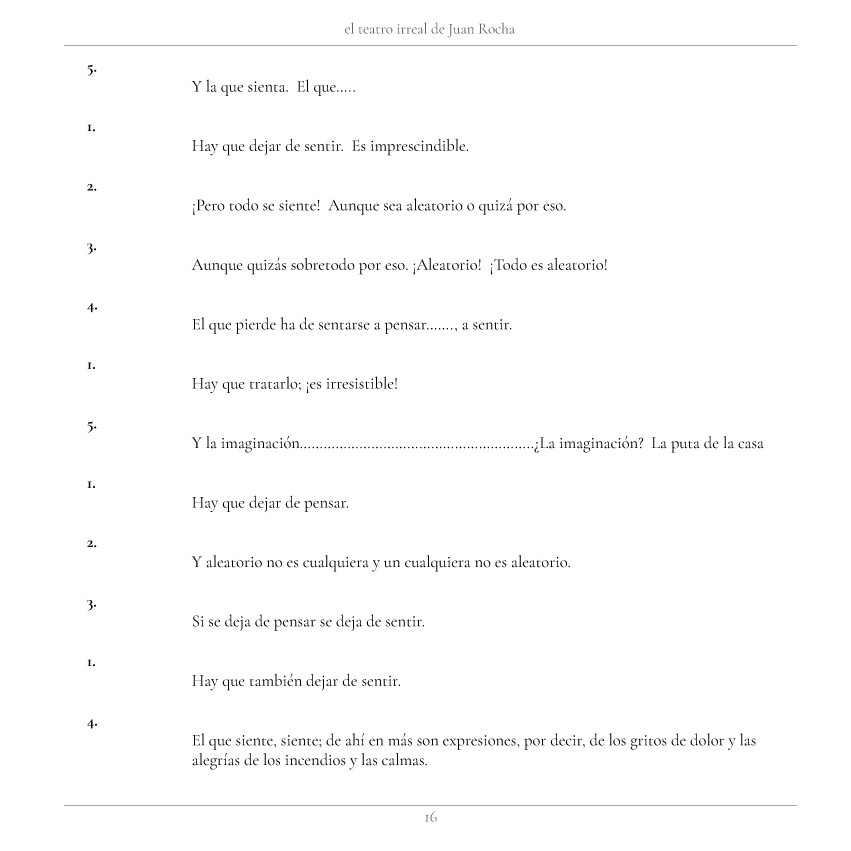 el teatro irreal de Juan Rocha
5.
Y la que sienta.  El que.....
1.
Hay que dejar de sentir.  Es imprescindible.
2.
¡Pero todo se siente!  Aunque sea aleatorio o quizá por eso.
3.
Aunque quizás sobretodo por eso. ¡Aleatorio!  ¡Todo es aleatorio!
4.
El que pierde ha de sentarse a pensar......., a sentir.
1.
Hay que tratarlo; ¡es irresistible!
5.
Y la imaginación...........................................................¿La imaginación?  La puta de la casa
1.
Hay que dejar de pensar.
2.
Y aleatorio no es cualquiera y un cualquiera no es aleatorio.
3.
Si se deja de pensar se deja de sentir.
1.
Hay que también dejar de sentir.
4.
El que siente, siente; de ahí en más son expresiones, por decir, de los gritos de dolor y las
alegrías de los incendios y las calmas.
16